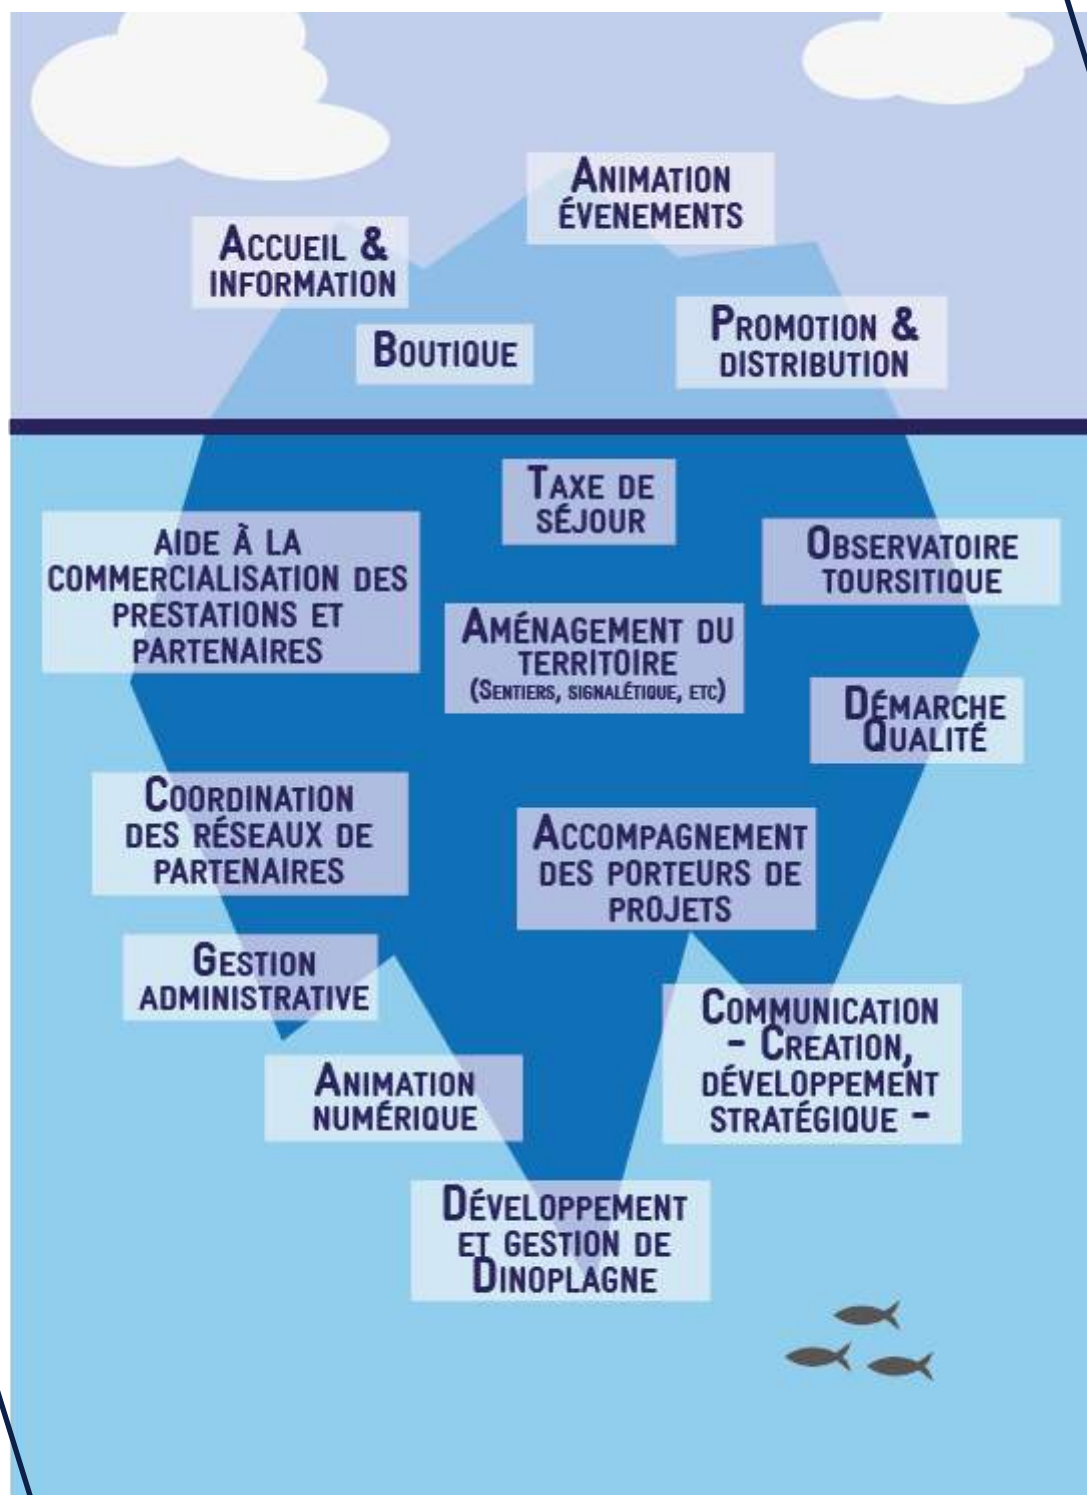 Animation
évenements
Accueil &
information
Boutique
Promotion &
distribution
Taxe de
séjour
aide à la
commercialisation des
prestations et
partenaires
Observatoire
toursitique
Aménagement du
territoire
(Sentiers, signalétique, etc)
Démarche
Qualité
Coordination
des réseaux de
partenaires
Accompagnement
des porteurs de
projets
Gestion
administrative
Communication
- Creation,
développement
stratégique -
Animation
numérique
Développement
et gestion de
Dinoplagne